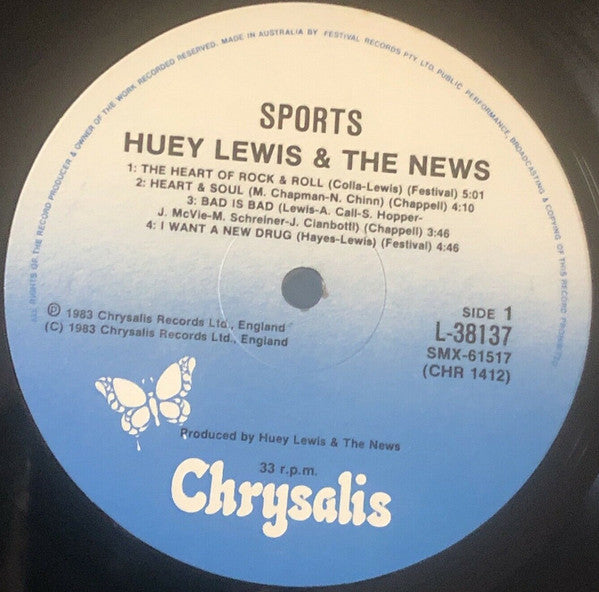 ALL RIGHTS OF THE RECORD PRODUCER & OWNER OF THE WORK RECORDED RESERVED. MADE IN AUSTRALIA BY FESTIVAL RECORDS PTY. LTD. PUBLIC PERFORMANCE, BROADCASTING & COPYING OF THIS RECORD PROHIBITED
SPORTS
HUEY LEWIS & THE NEWS
1: THE HEART OF ROCK & ROLL (Colla-Lewis) (Festival) 5:01
2: HEART & SOUL (M. Chapman-N. Chinn) (Chappell) 4:10
3: BAD IS BAD (Lewis-A. Call-S. Hopper-
J. McVie-M. Schreiner-J. Cianbotti) (Chappell) 3:46
4: I WANT A NEW DRUG (Hayes-Lewis) (Festival) 4:46
Ⓟ 1983 Chrysalis Records Ltd., England
(C) 1983 Chrysalis Records Ltd., England
SIDE 1
L-38137
SMX-61517
(CHR 1412)
Produced by Huey Lewis & The News
33 r.p.m.
Chrysalis